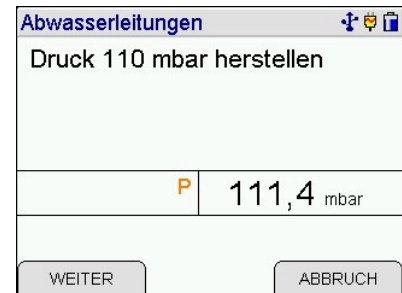 Abwasserleitungen
Druck 110 mbar herstellen
P 111,4 mbar
WEITER ABBRUCH